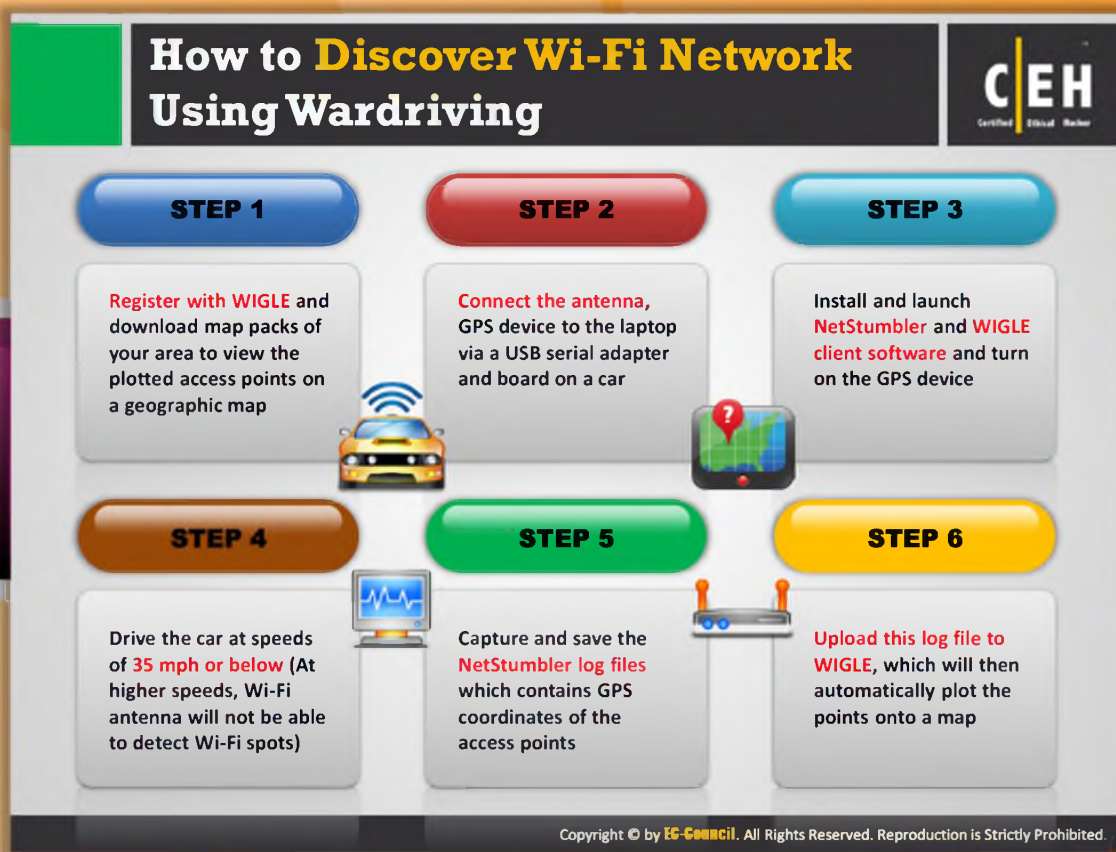 How to Discover Wi-Fi Network
Using Wardriving
CEH
Certified Ethical Hacker
STEP 1
STEP 2
STEP 3
Register with WIGLE and
download map packs of
your area to view the
plotted access points on
a geographic map
Connect the antenna,
GPS device to the laptop
via a USB serial adapter
and board on a car
Install and launch
NetStumbler and WIGLE
client software and turn
on the GPS device
?
STEP 4
STEP 5
STEP 6
Drive the car at speeds
of 35 mph or below (At
higher speeds, Wi-Fi
antenna will not be able
to detect Wi-Fi spots)
Capture and save the
NetStumbler log files
which contains GPS
coordinates of the
access points
Upload this log file to
WIGLE, which will then
automatically plot the
points onto a map
Copyright © by EC-Council. All Rights Reserved. Reproduction is Strictly Prohibited.